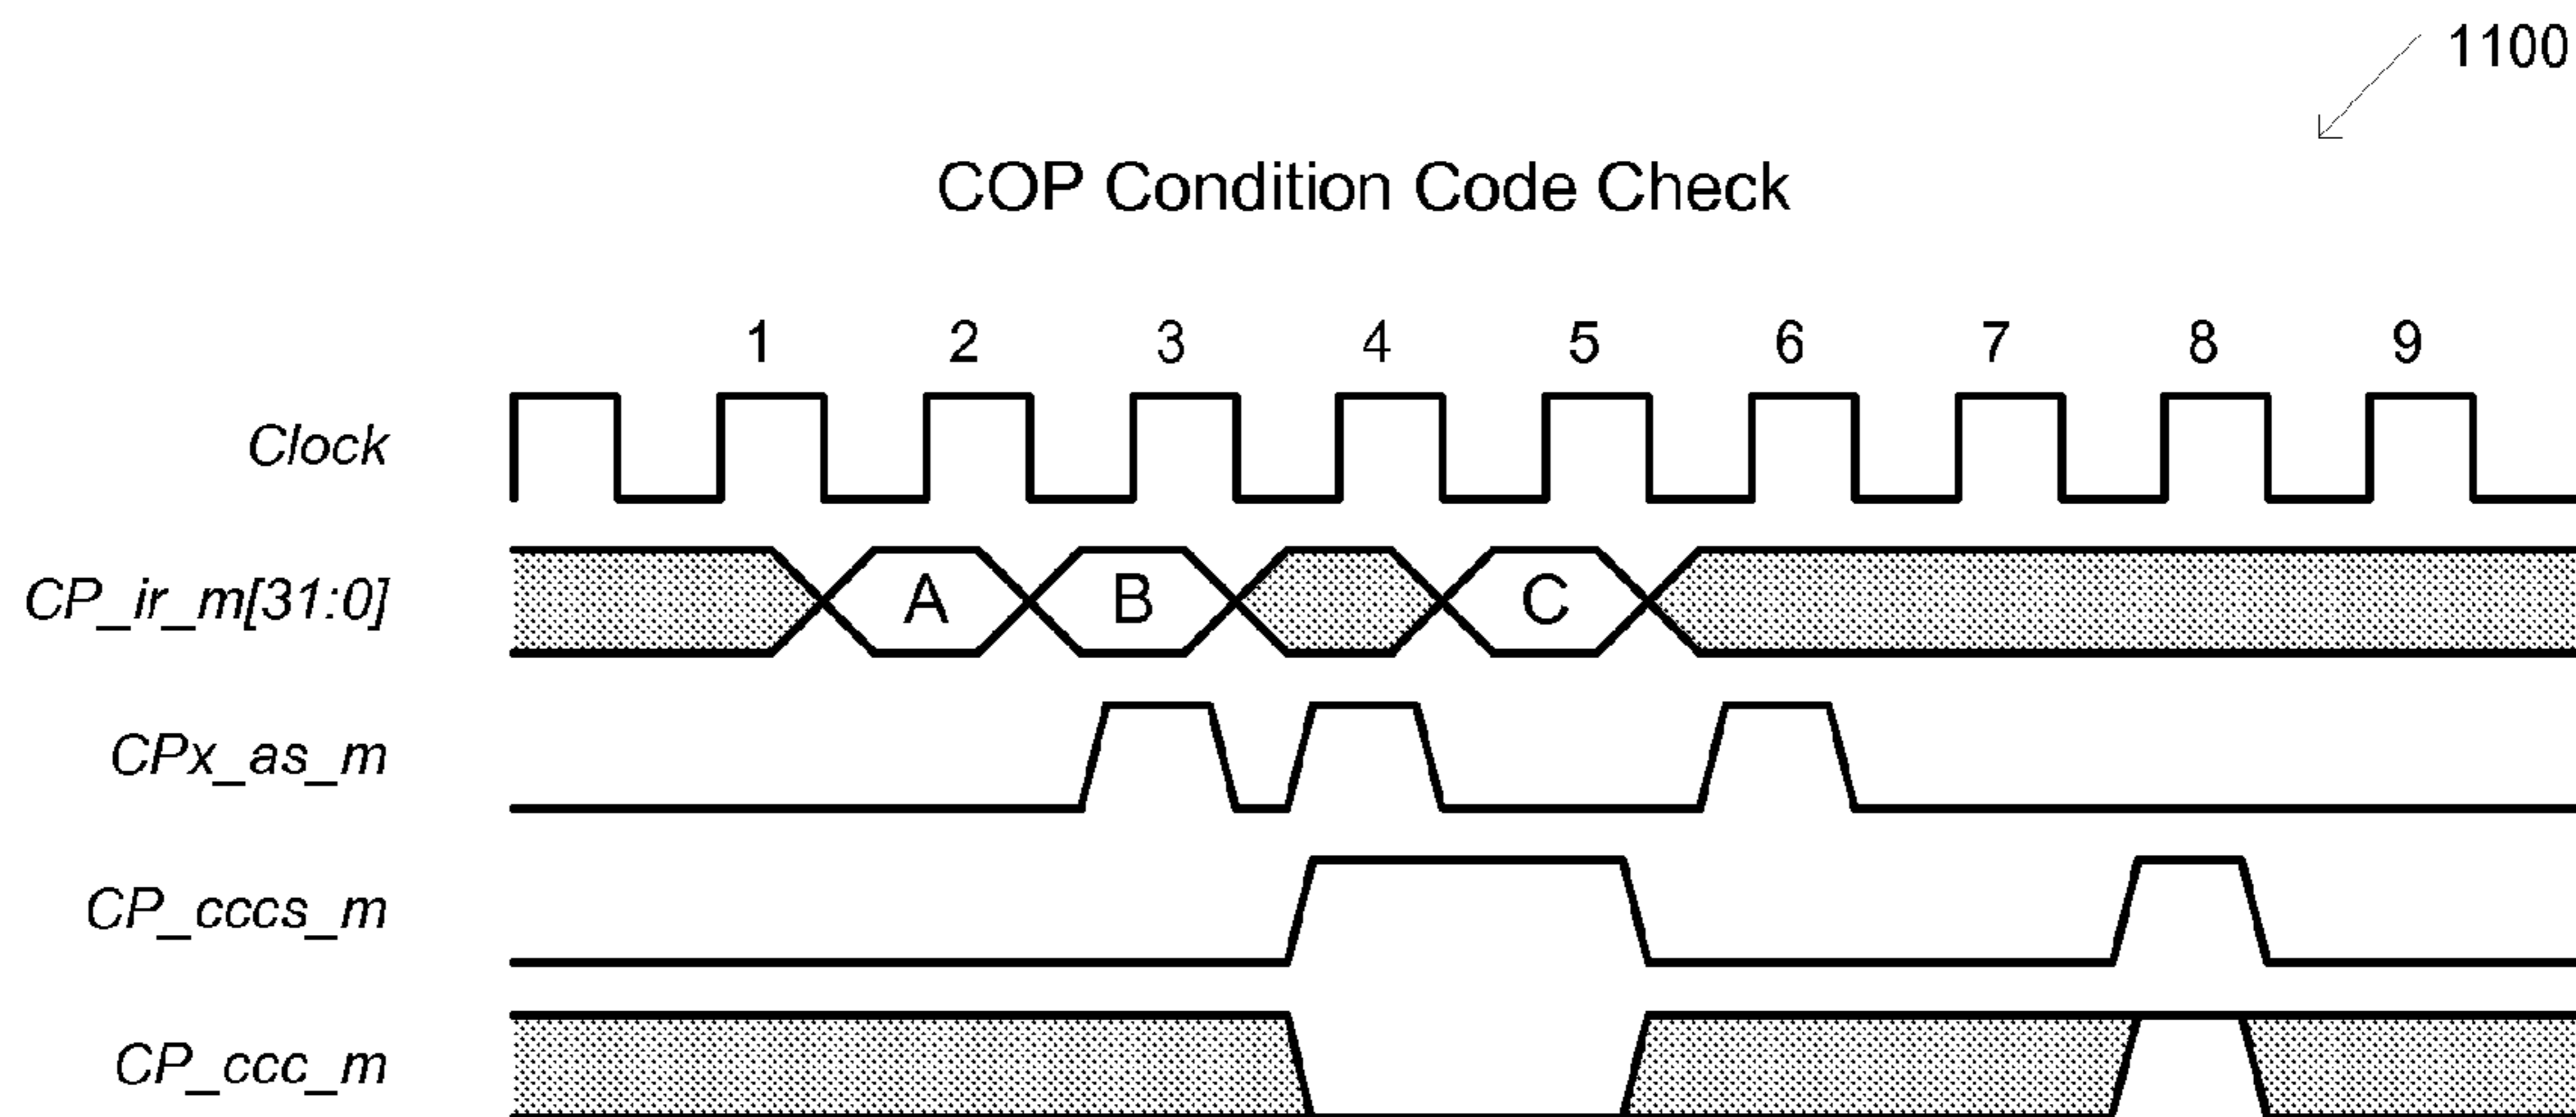 1100
COP Condition Code Check
1 2 3 4 5 6 7 8 9
Clock
CP_ir_m[31:0] A B C
CPx_as_m
CP_cccs_m
CP_ccc_m